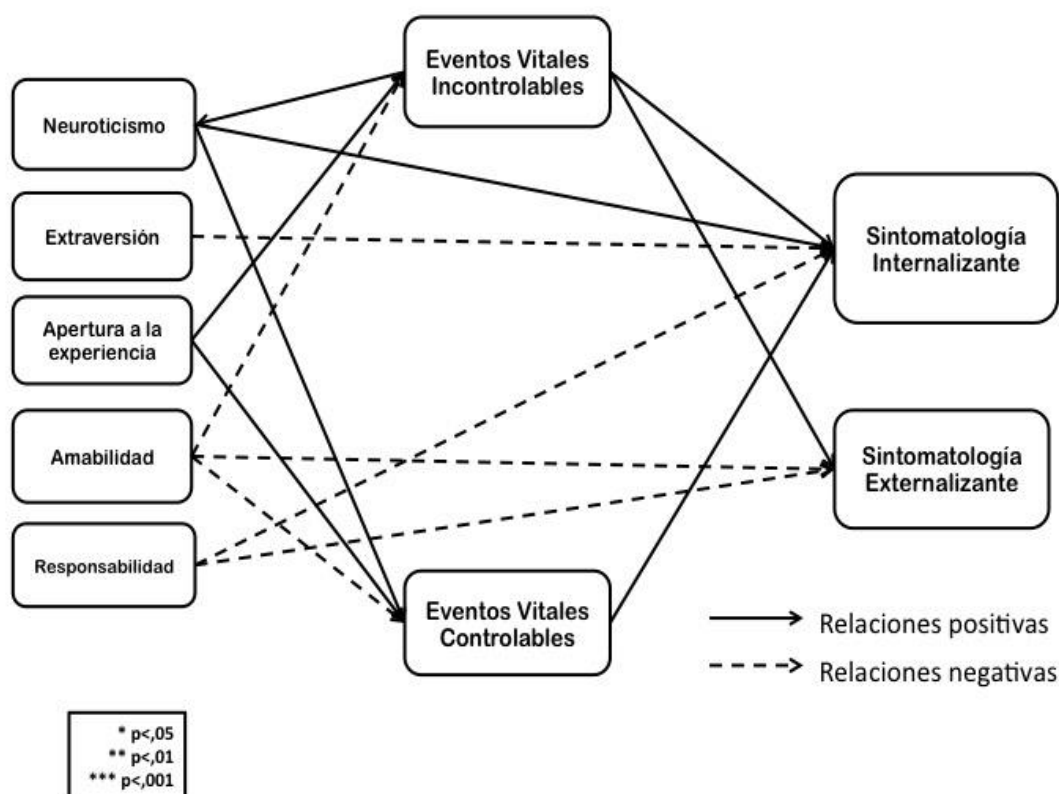 Eventos Vitales
Incontrolables
Neuroticismo
Extraversión
Sintomatología
Internalizante
Apertura a la
experiencia
Amabilidad
Sintomatología
Externalizante
Responsabilidad
Eventos Vitales
Controlables
Relaciones positivas
Relaciones negativas
* p<,05
** p<,01
*** p<,001